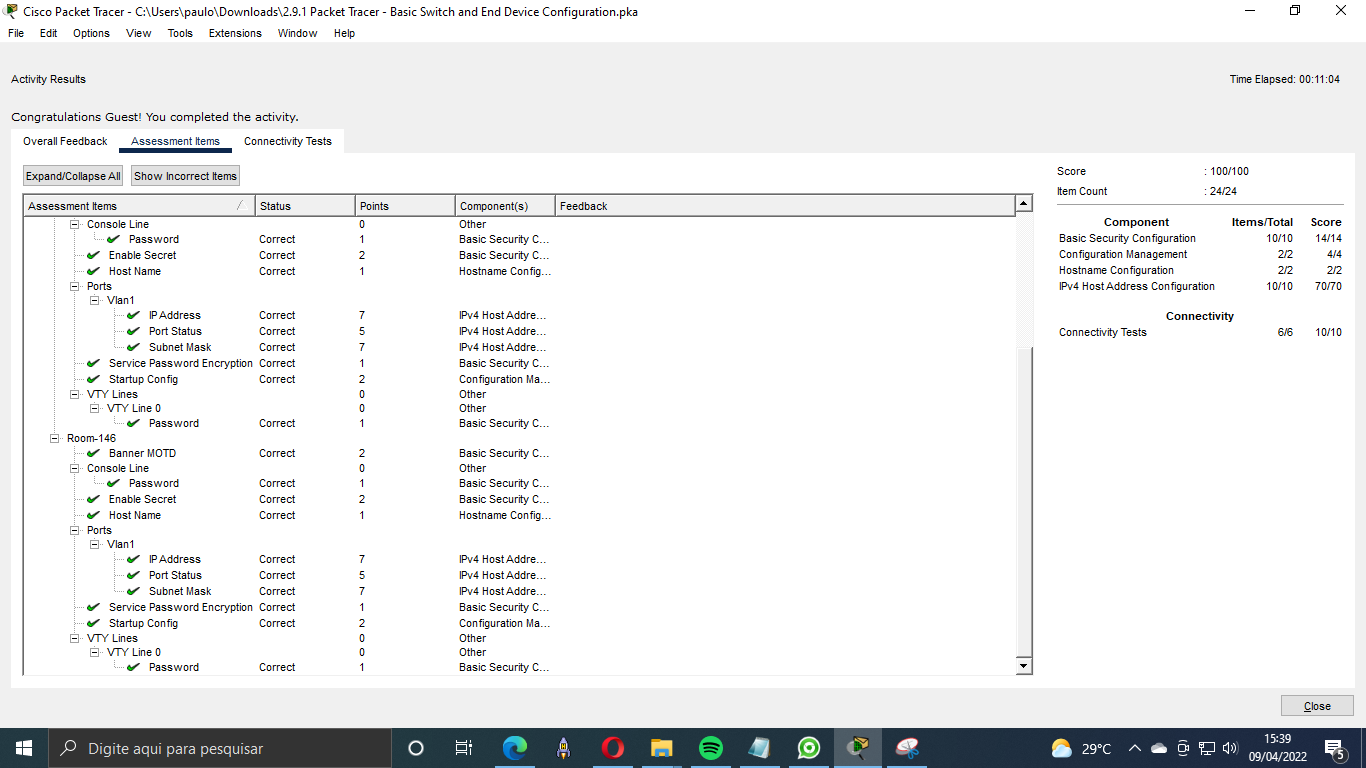 Cisco Packet Tracer - C:\Users\paulo\Downloads\2.9.1 Packet Tracer - Basic Switch and End Device Configuration.pka
File Edit Options View Tools Extensions Window Help
Activity Results
Time Elapsed: 00:11:04
Congratulations Guest! You completed the activity.
Overall Feedback Assessment Items Connectivity Tests
Expand/Collapse All Show Incorrect Items
Assessment Items Status Points Component(s) Feedback
Console Line 0 Other
Password Correct 1 Basic Security C...
Enable Secret Correct 2 Basic Security C...
Host Name Correct 1 Hostname Config...
Ports
Vlan1
IP Address Correct 7 IPv4 Host Addre...
Port Status Correct 5 IPv4 Host Addre...
Subnet Mask Correct 7 IPv4 Host Addre...
Service Password Encryption Correct 1 Basic Security C...
Startup Config Correct 2 Configuration Ma...
VTY Lines 0 Other
VTY Line 0 0 Other
Password Correct 1 Basic Security C...
Room-146
Banner MOTD Correct 2 Basic Security C...
Console Line 0 Other
Password Correct 1 Basic Security C...
Enable Secret Correct 2 Basic Security C...
Host Name Correct 1 Hostname Config...
Ports
Vlan1
IP Address Correct 7 IPv4 Host Addre...
Port Status Correct 5 IPv4 Host Addre...
Subnet Mask Correct 7 IPv4 Host Addre...
Service Password Encryption Correct 1 Basic Security C...
Startup Config Correct 2 Configuration Ma...
VTY Lines 0 Other
VTY Line 0 0 Other
Password Correct 1 Basic Security C...
Score : 100/100
Item Count : 24/24
Component Items/Total Score
Basic Security Configuration 10/10 14/14
Configuration Management 2/2 4/4
Hostname Configuration 2/2 2/2
IPv4 Host Address Configuration 10/10 70/70
Connectivity
Connectivity Tests 6/6 10/10
Close
Digite aqui para pesquisar
29°C
15:39
09/04/2022
5